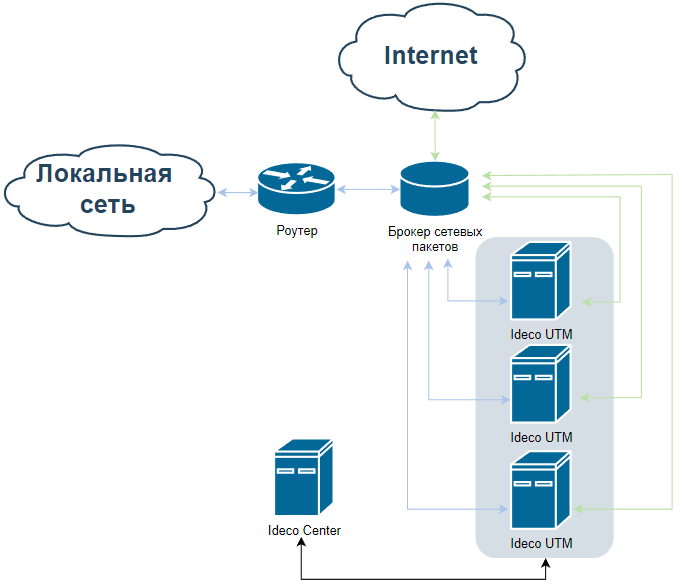 Internet
Локальная
сеть
Роутер
Брокер сетевых
пакетов
Ideco UTM
Ideco UTM
Ideco Center
Ideco UTM